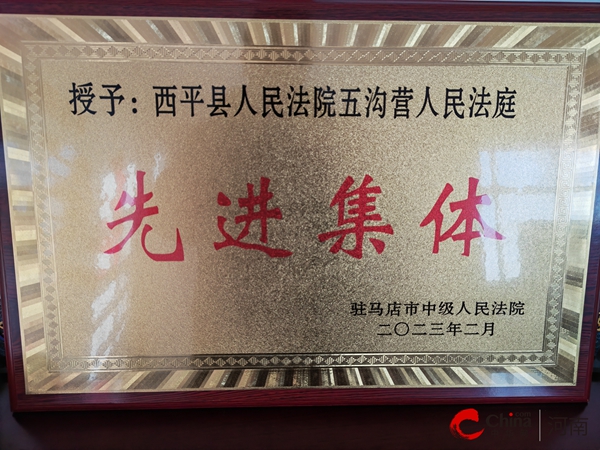 授予：西平县人民法院五沟营人民法庭
先进集体
驻马店市中级人民法院
二〇二三年二月
China 河南